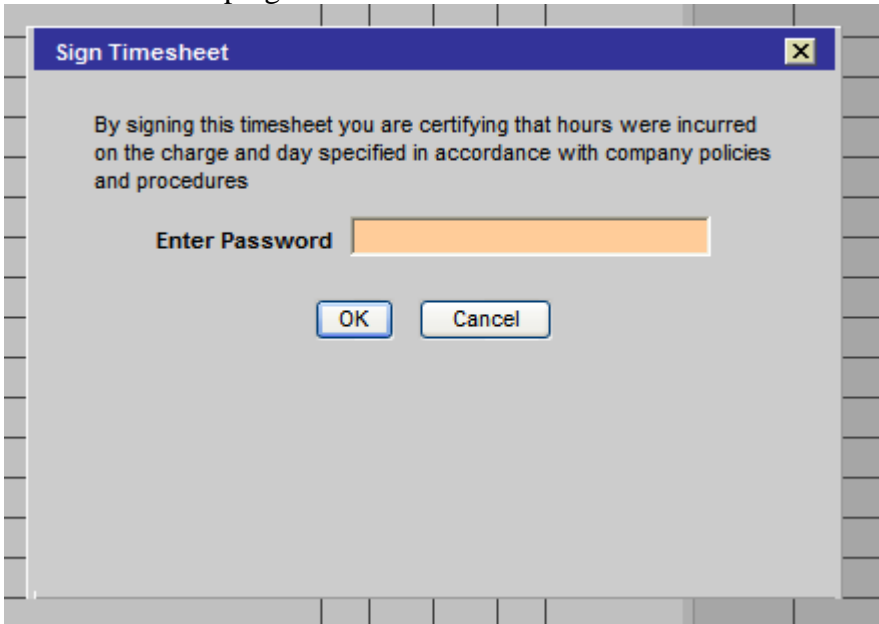 Sign Timesheet
By signing this timesheet you are certifying that hours were incurred
on the charge and day specified in accordance with company policies
and procedures
Enter Password
OK Cancel